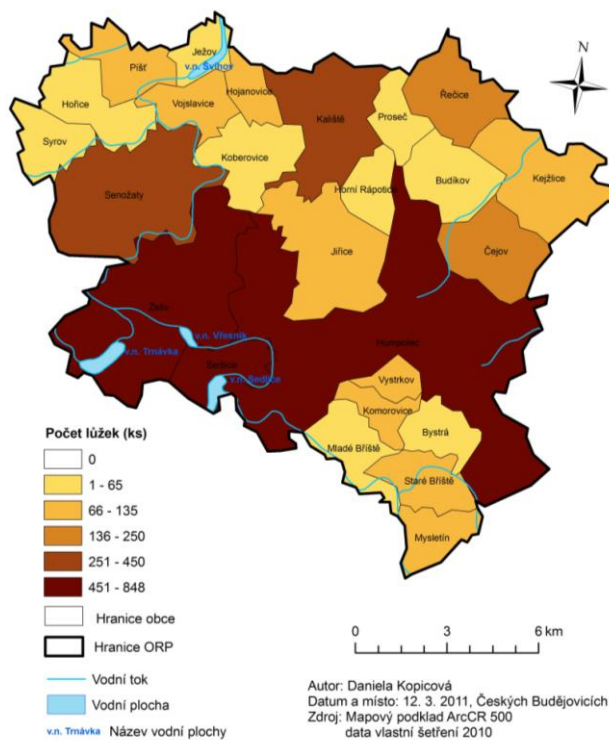 N
Píšť
Ježov
v.n. Švihov
Hojanovice
Vojslavice
Hořice
Syrov
Kaliště
Proseč
Řečice
Koberovice
Senožaty
Horní Rápotice
Budíkov
Kejžlice
Jiřice
Čejov
Želiv
v.n. Vřesník
v.n. Trnávka
Sedlice
v.n. Sedlice
Humpolec
Vystrkov
Komorovice
Bystrá
Mladé Bříště
Staré Bříště
Mysletín
Počet lůžek (ks)
0
1 - 65
66 - 135
136 - 250
251 - 450
451 - 848
Hranice obce
Hranice ORP
Vodní tok
Vodní plocha
v.n. Trnávka Název vodní plochy
0 3 6 km
Autor: Daniela Kopicová
Datum a místo: 12. 3. 2011, Českých Budějovicích
Zdroj: Mapový podklad ArcCR 500
data vlastní šetření 2010